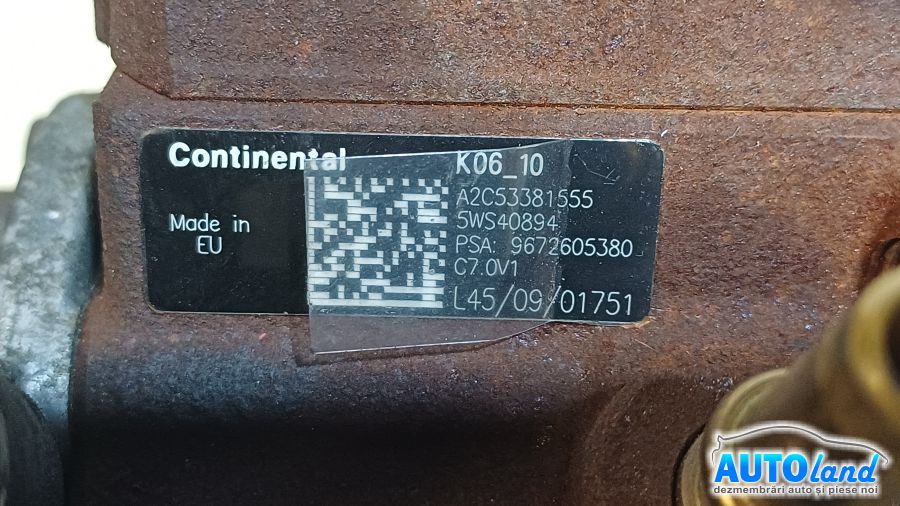 Continental
K06_10
A2C53381555
5WS40894
Made in
EU
PSA: 9672605380
C7.0V1
L45/09/01751
AUTOland
dezmembrări auto și piese noi